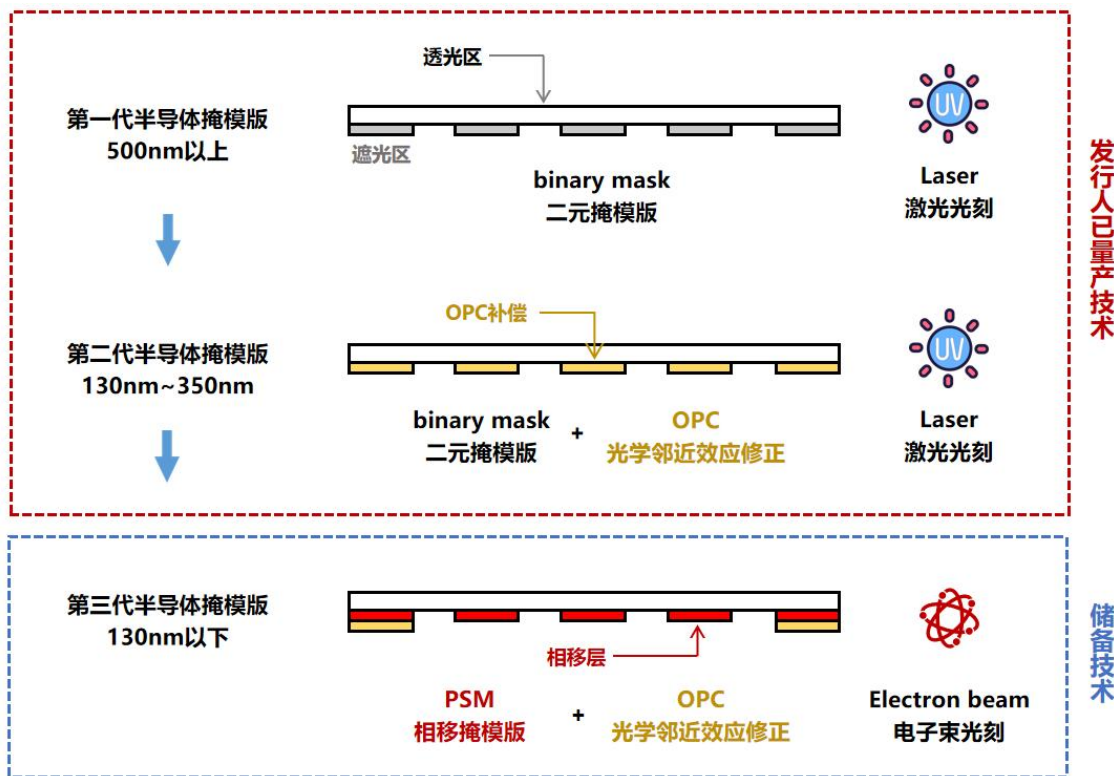 透光区
第一代半导体掩模版
500nm以上
遮光区
binary mask
二元掩模版
UV
Laser
激光光刻
OPC补偿
第二代半导体掩模版
130nm~350nm
binary mask
二元掩模版
+
OPC
光学邻近效应修正
UV
Laser
激光光刻
发行人已量产技术
第三代半导体掩模版
130nm以下
相移层
PSM
相移掩模版
+
OPC
光学邻近效应修正
Electron beam
电子束光刻
储备技术